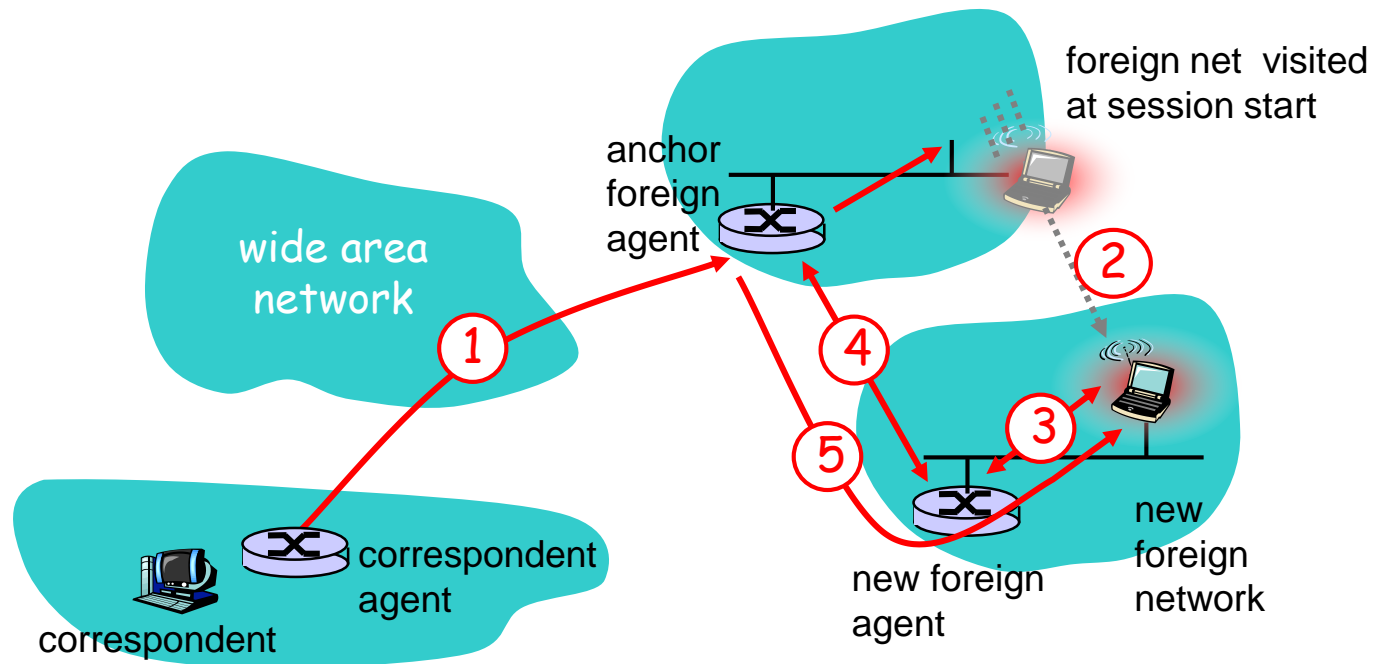 foreign net visited
at session start
anchor
foreign
agent
wide area
network
2
1
4
3
5
correspondent
agent
correspondent
new foreign
agent
new
foreign
network